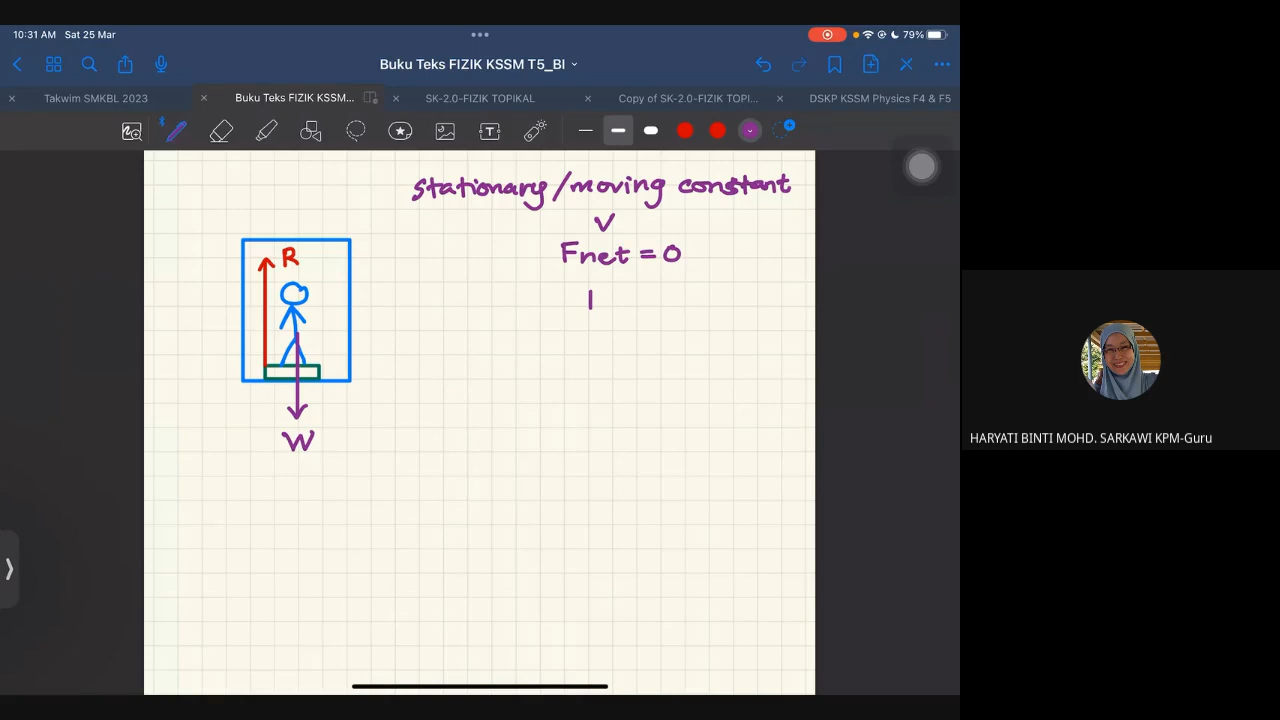 10:31 AM Sat 25 Mar
79%
Buku Teks FIZIK KSSM T5_BI
Takwim SMKBL 2023
Buku Teks FIZIK KSSM...
SK-2.0-FIZIK TOPIKAL
Copy of SK-2.0-FIZIK TOPI...
DSKP KSSM Physics F4 & F5
stationary/moving constant
v
Fnet = 0
R
W
HARYATI BINTI MOHD. SARKAWI KPM-Guru